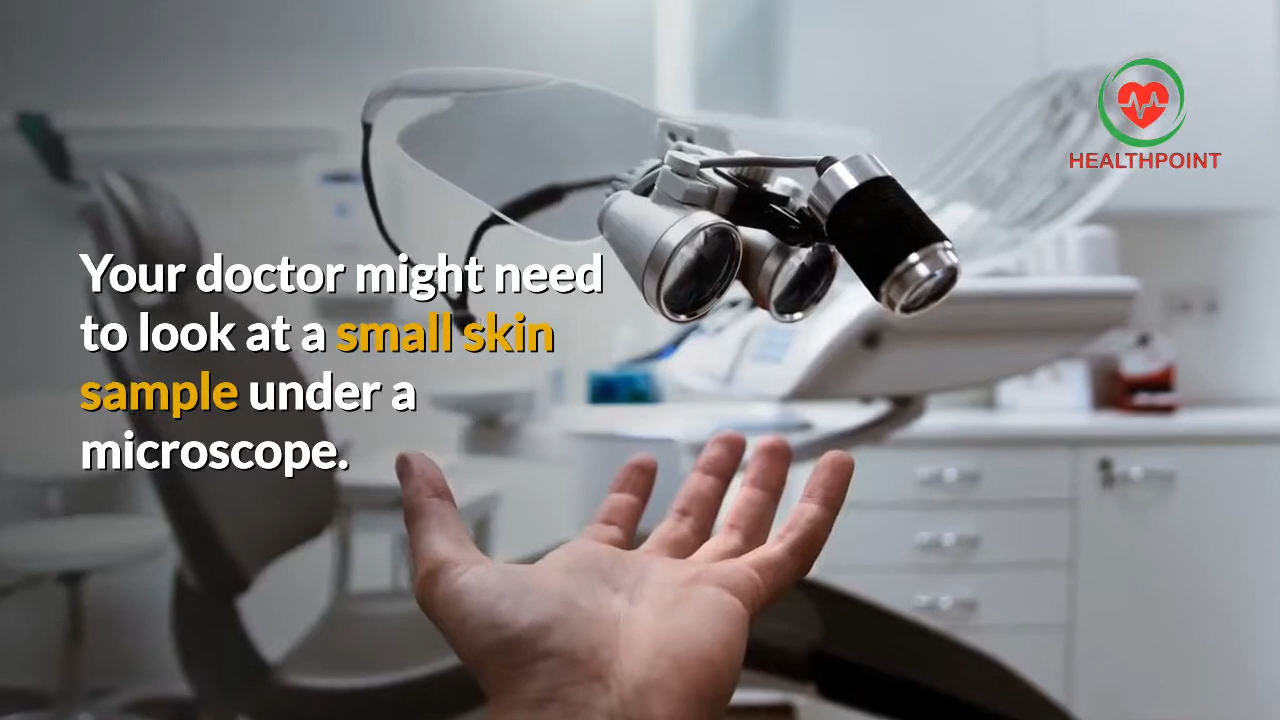 HEALTHPOINT
Your doctor might need
to look at a small skin
sample under a
microscope.